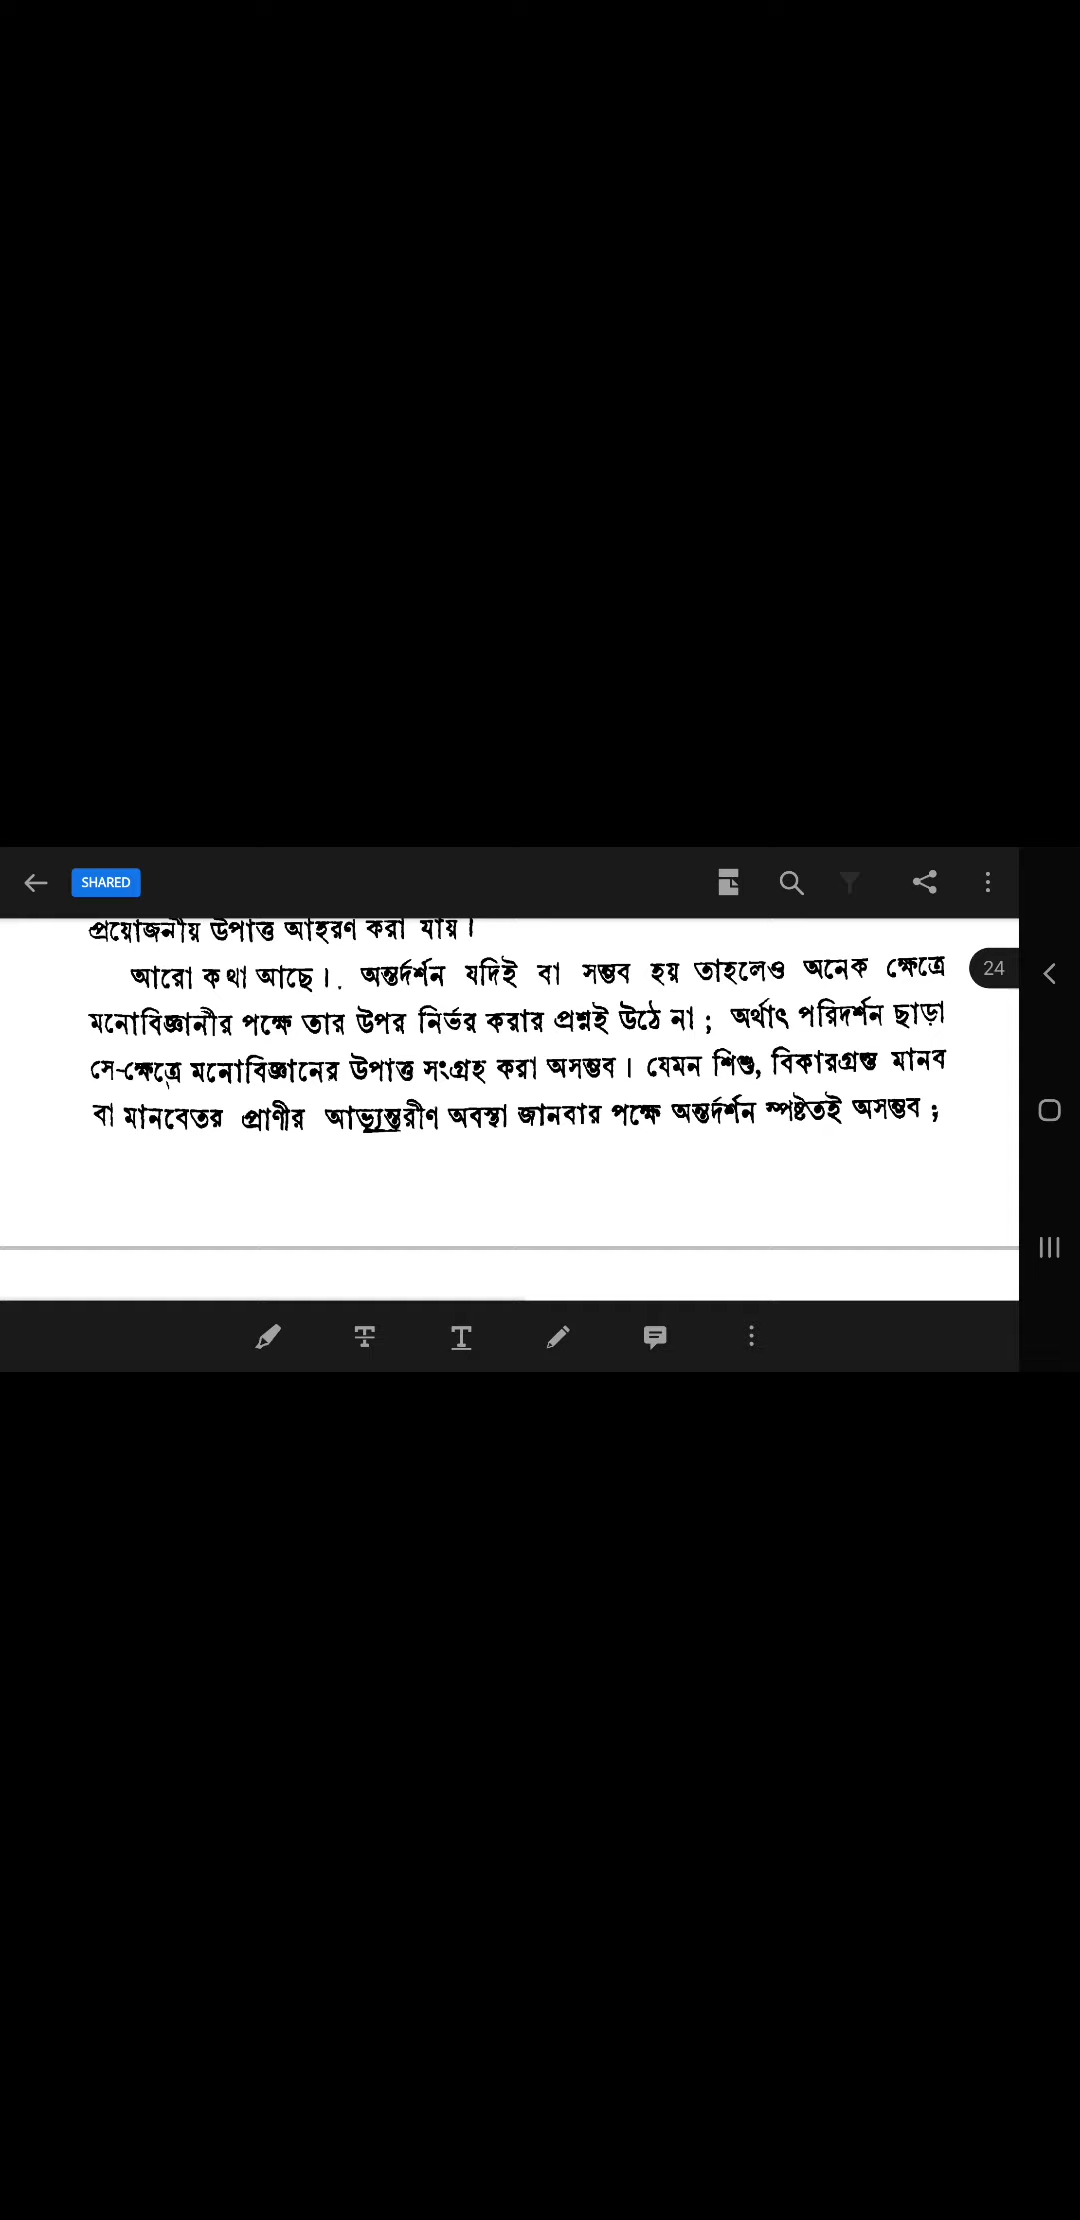 SHARED
প্রয়োজনীয় উপাত্ত আহরণ করা যায়।
আরো কথা আছে।. অন্তর্দর্শন যদিই বা সম্ভব হয় তাহলেও অনেক ক্ষেত্রে
24
মনোবিজ্ঞানীর পক্ষে তার উপর নির্ভর করার প্রশ্নই উঠে না ; অর্থাৎ পরিদর্শন ছাড়া
সে-ক্ষেত্রে মনোবিজ্ঞানের উপাত্ত সংগ্রহ করা অসম্ভব। যেমন শিশু, বিকারগ্রস্ত মানব
বা মানবেতর প্রাণীর আভ্যন্তরীণ অবস্থা জানবার পক্ষে অন্তর্দর্শন স্পষ্টতই অসম্ভব ;